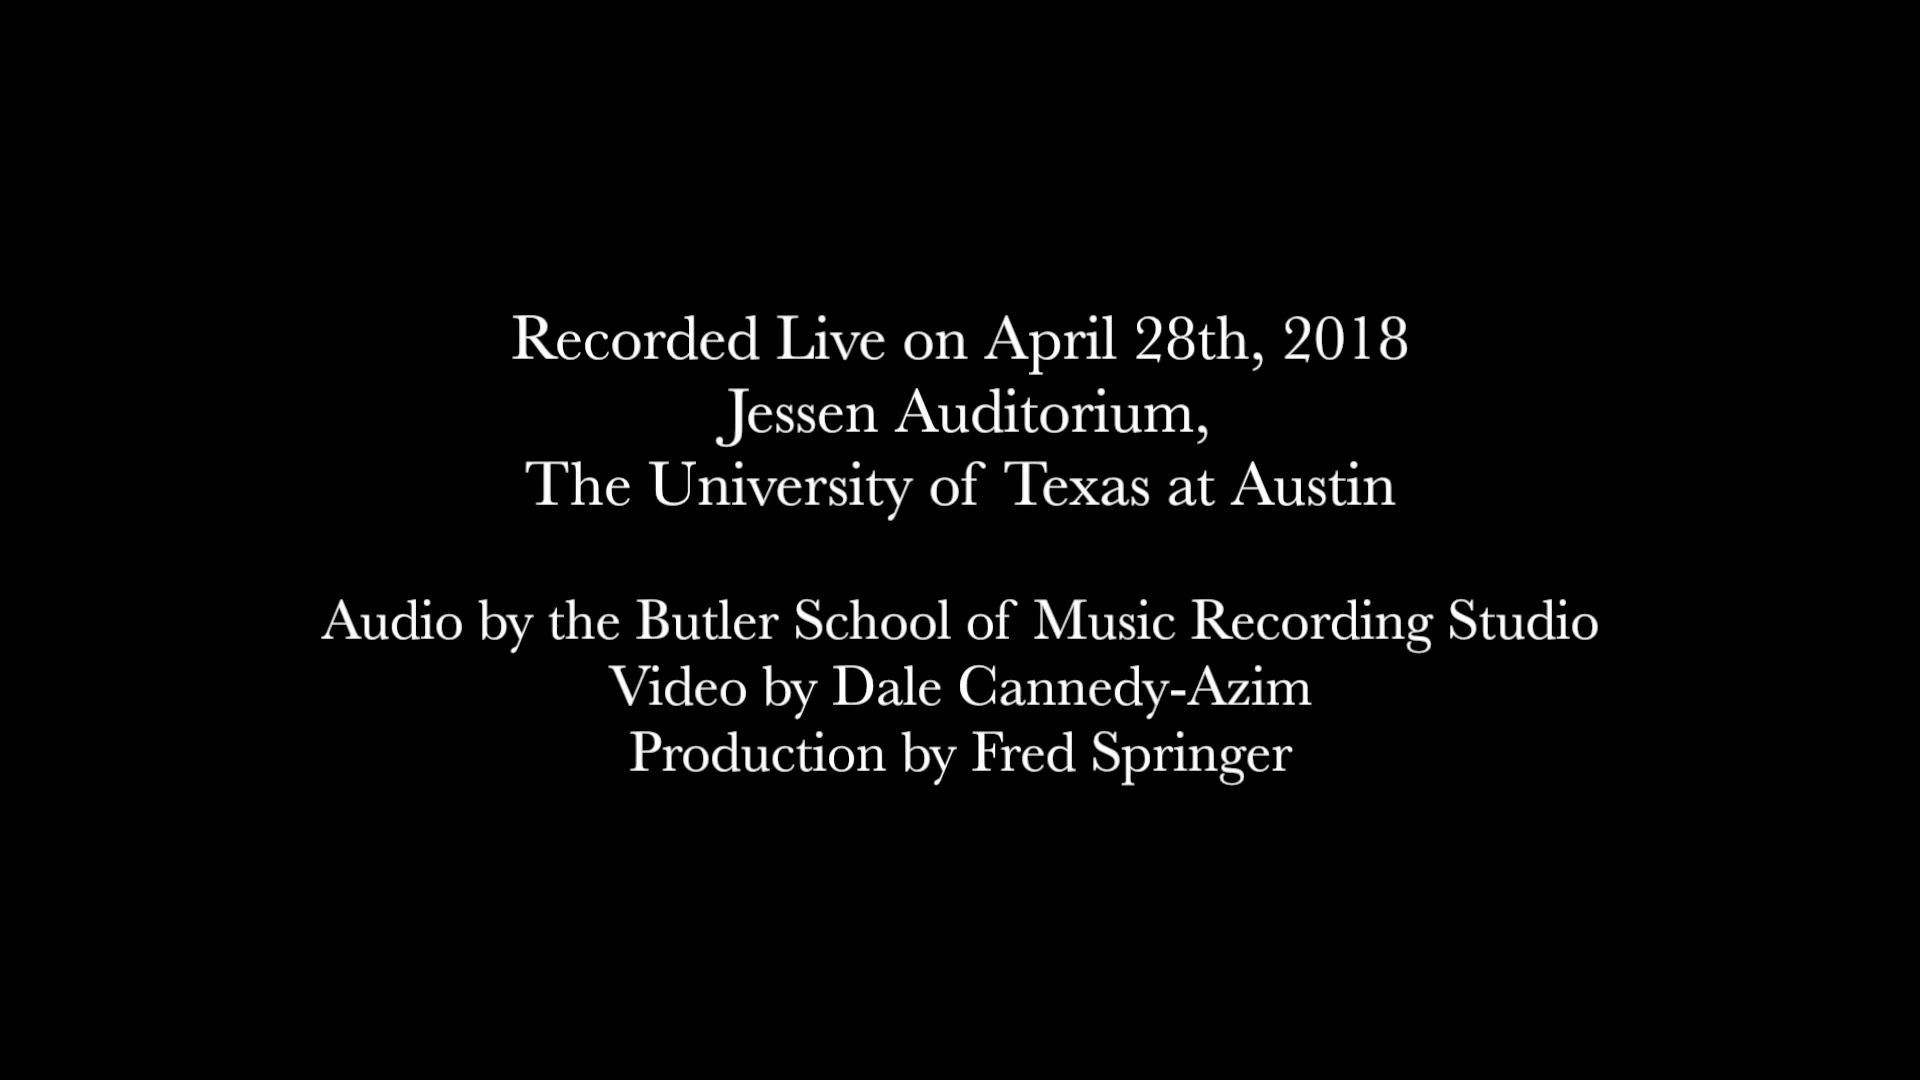 Recorded Live on April 28th, 2018
Jessen Auditorium,
The University of Texas at Austin
Audio by the Butler School of Music Recording Studio
Video by Dale Cannedy-Azim
Production by Fred Springer